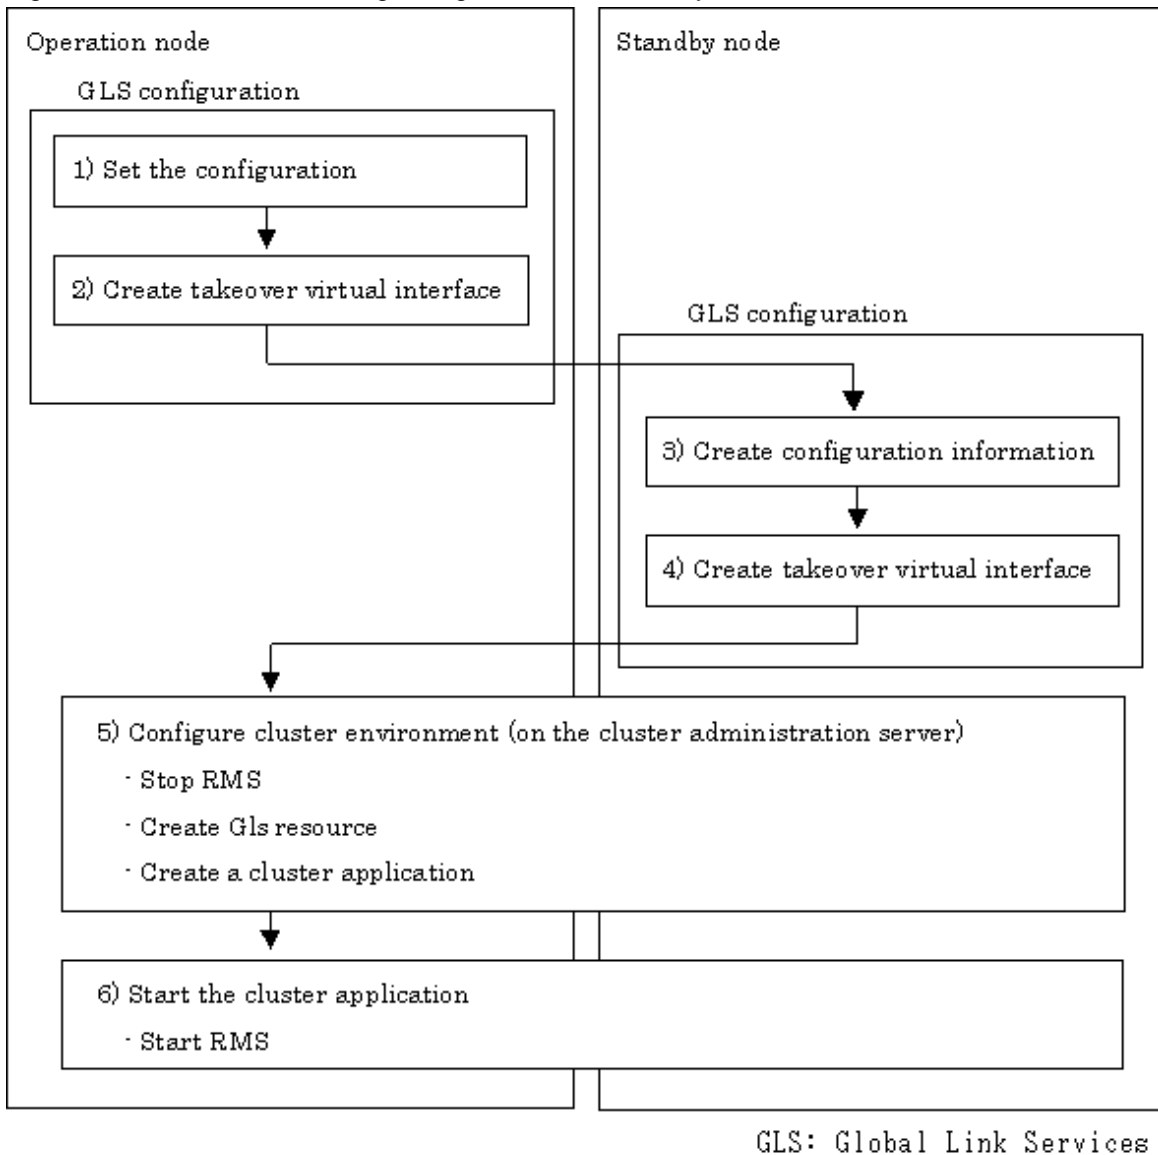 Operation node
Standby node
GLS configuration
1) Set the configuration
2) Create takeover virtual interface
GLS configuration
3) Create configuration information
4) Create takeover virtual interface
5) Configure cluster environment (on the cluster administration server)
· Stop RMS
· Create Gls resource
· Create a cluster application
6) Start the cluster application
· Start RMS
GLS: Global Link Services